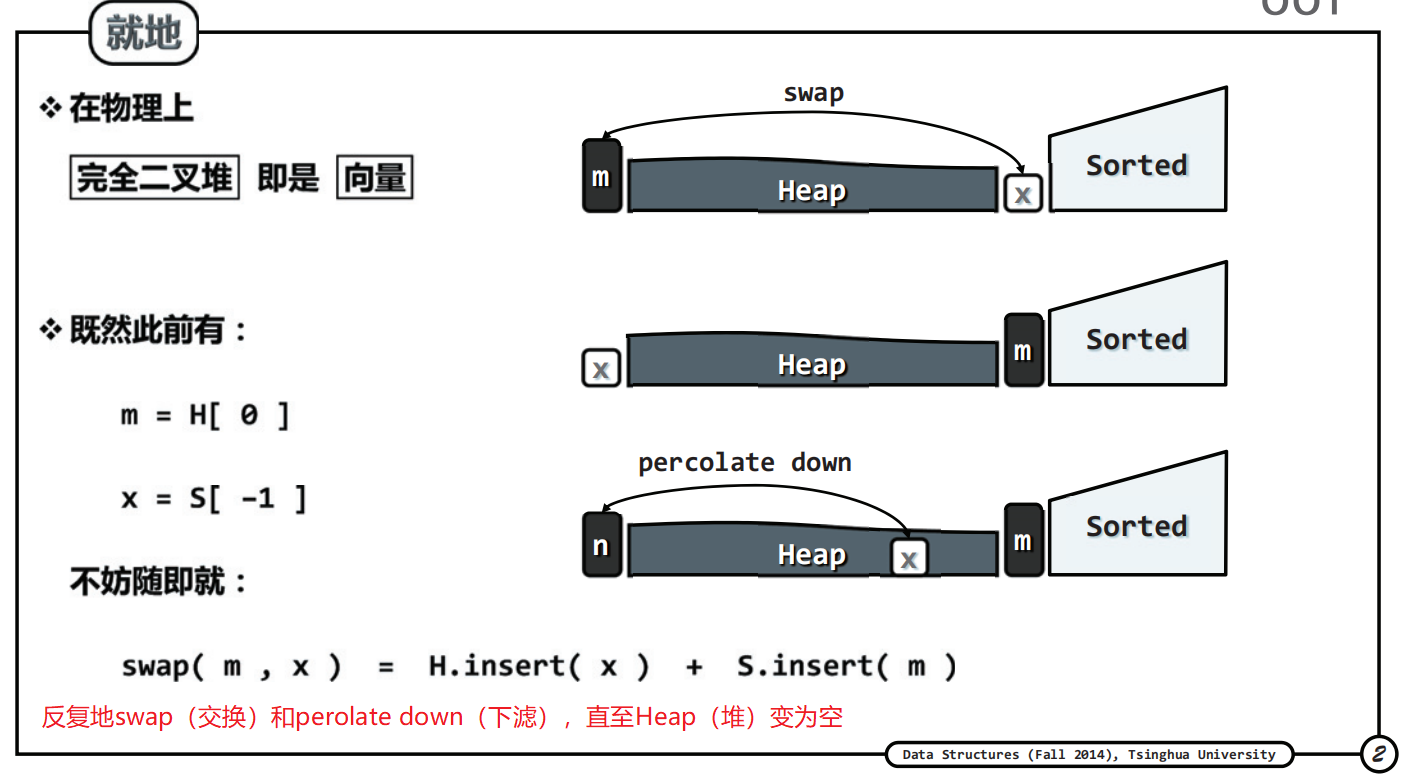 就地
❖ 在物理上
完全二叉堆 即是 向量
❖ 既然此前有：
m = H[ 0 ]
x = S[ -1 ]
不妨随即就：
swap( m , x ) = H.insert( x ) + S.insert( m )
反复地swap（交换）和perolate down（下滤），直至Heap（堆）变为空
swap
m
Heap
x
Sorted
x
Heap
m
Sorted
percolate down
n
Heap
x
m
Sorted
Data Structures (Fall 2014), Tsinghua University
2